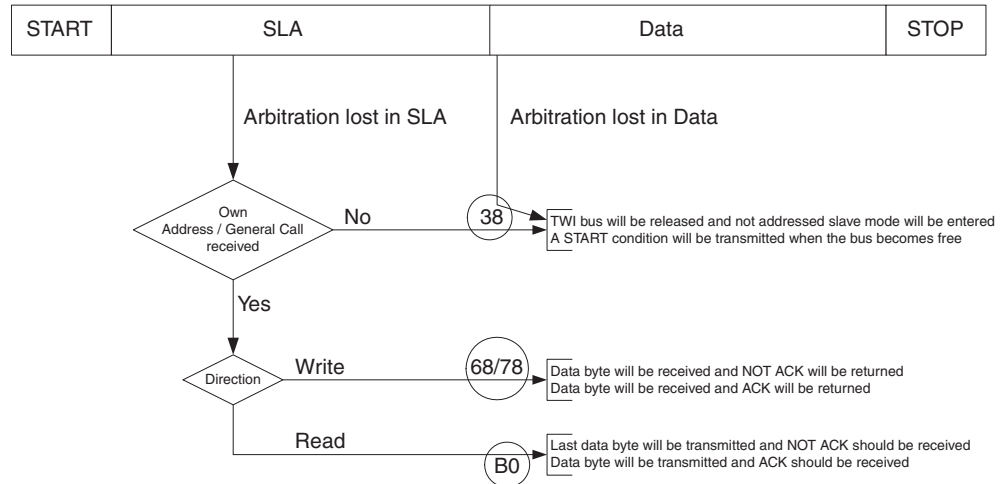 START
SLA
Data
STOP
Arbitration lost in SLA
Arbitration lost in Data
Own
Address / General Call
received
No
38
TWI bus will be released and not addressed slave mode will be entered
A START condition will be transmitted when the bus becomes free
Yes
Direction
Write
68/78
Data byte will be received and NOT ACK will be returned
Data byte will be received and ACK will be returned
Read
B0
Last data byte will be transmitted and NOT ACK should be received
Data byte will be transmitted and ACK should be received